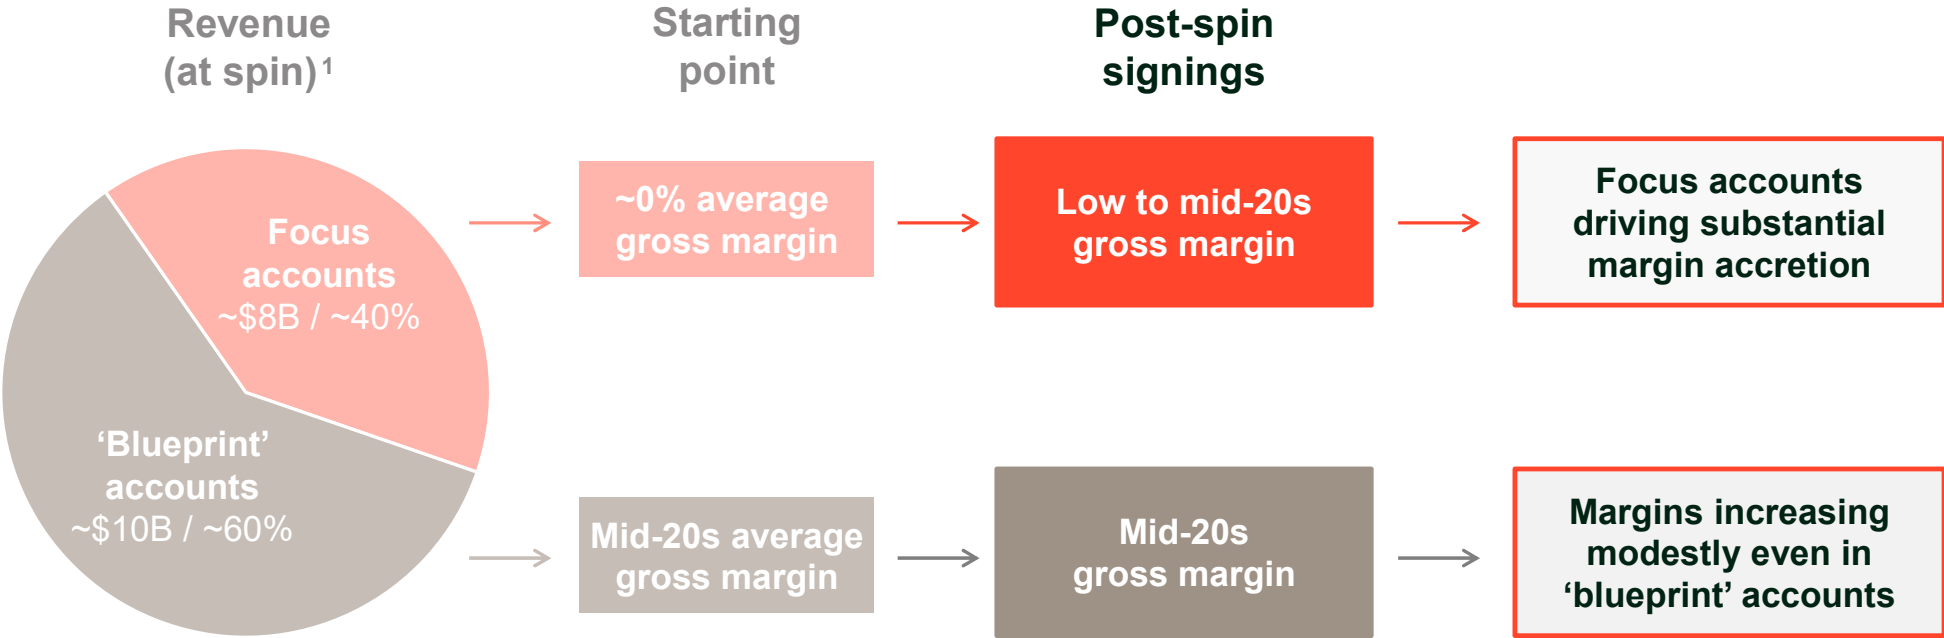 Revenue
(at spin) 1
Starting
point
Post-spin
signings
Focus
accounts
~$8B / ~40%
~0% average
gross margin
Low to mid-20s
gross margin
Focus accounts
driving substantial
margin accretion
‘Blueprint’
accounts
~$10B / ~60%
Mid-20s average
gross margin
Mid-20s
gross margin
Margins increasing
modestly even in
‘blueprint’ accounts